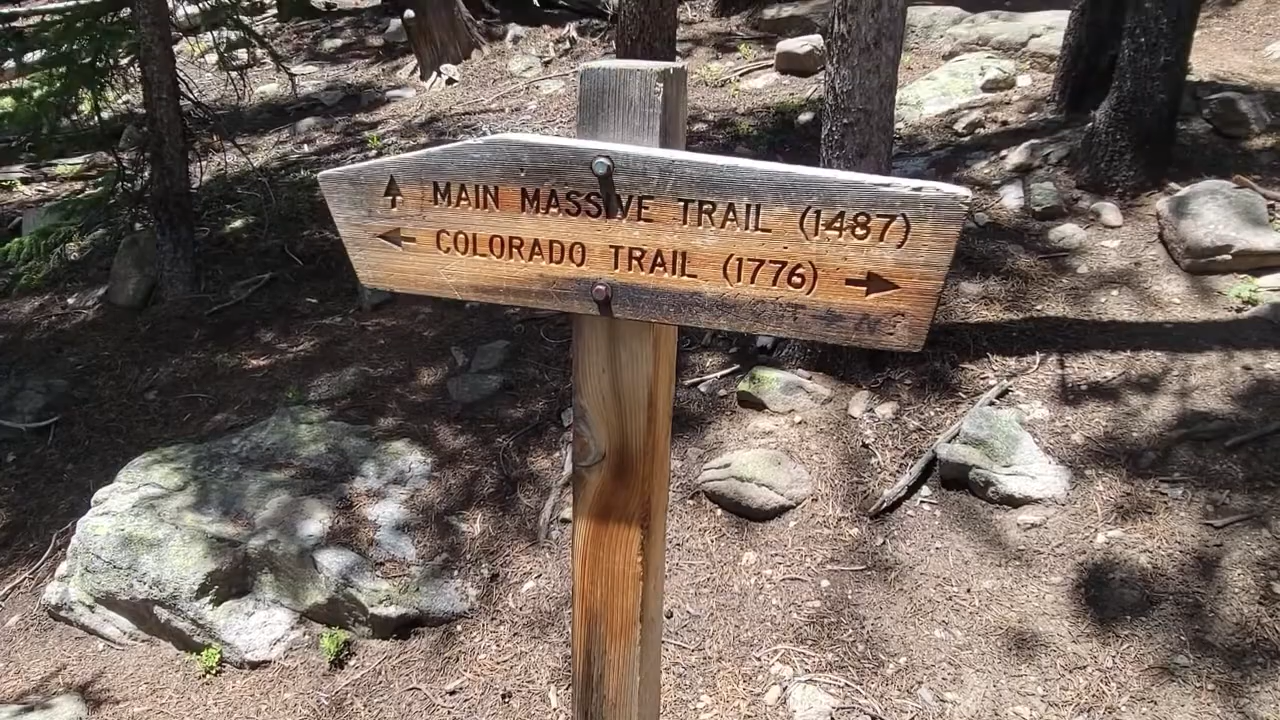 ↑ MAIN MASSIVE TRAIL (1487)
← COLORADO TRAIL (1776) →